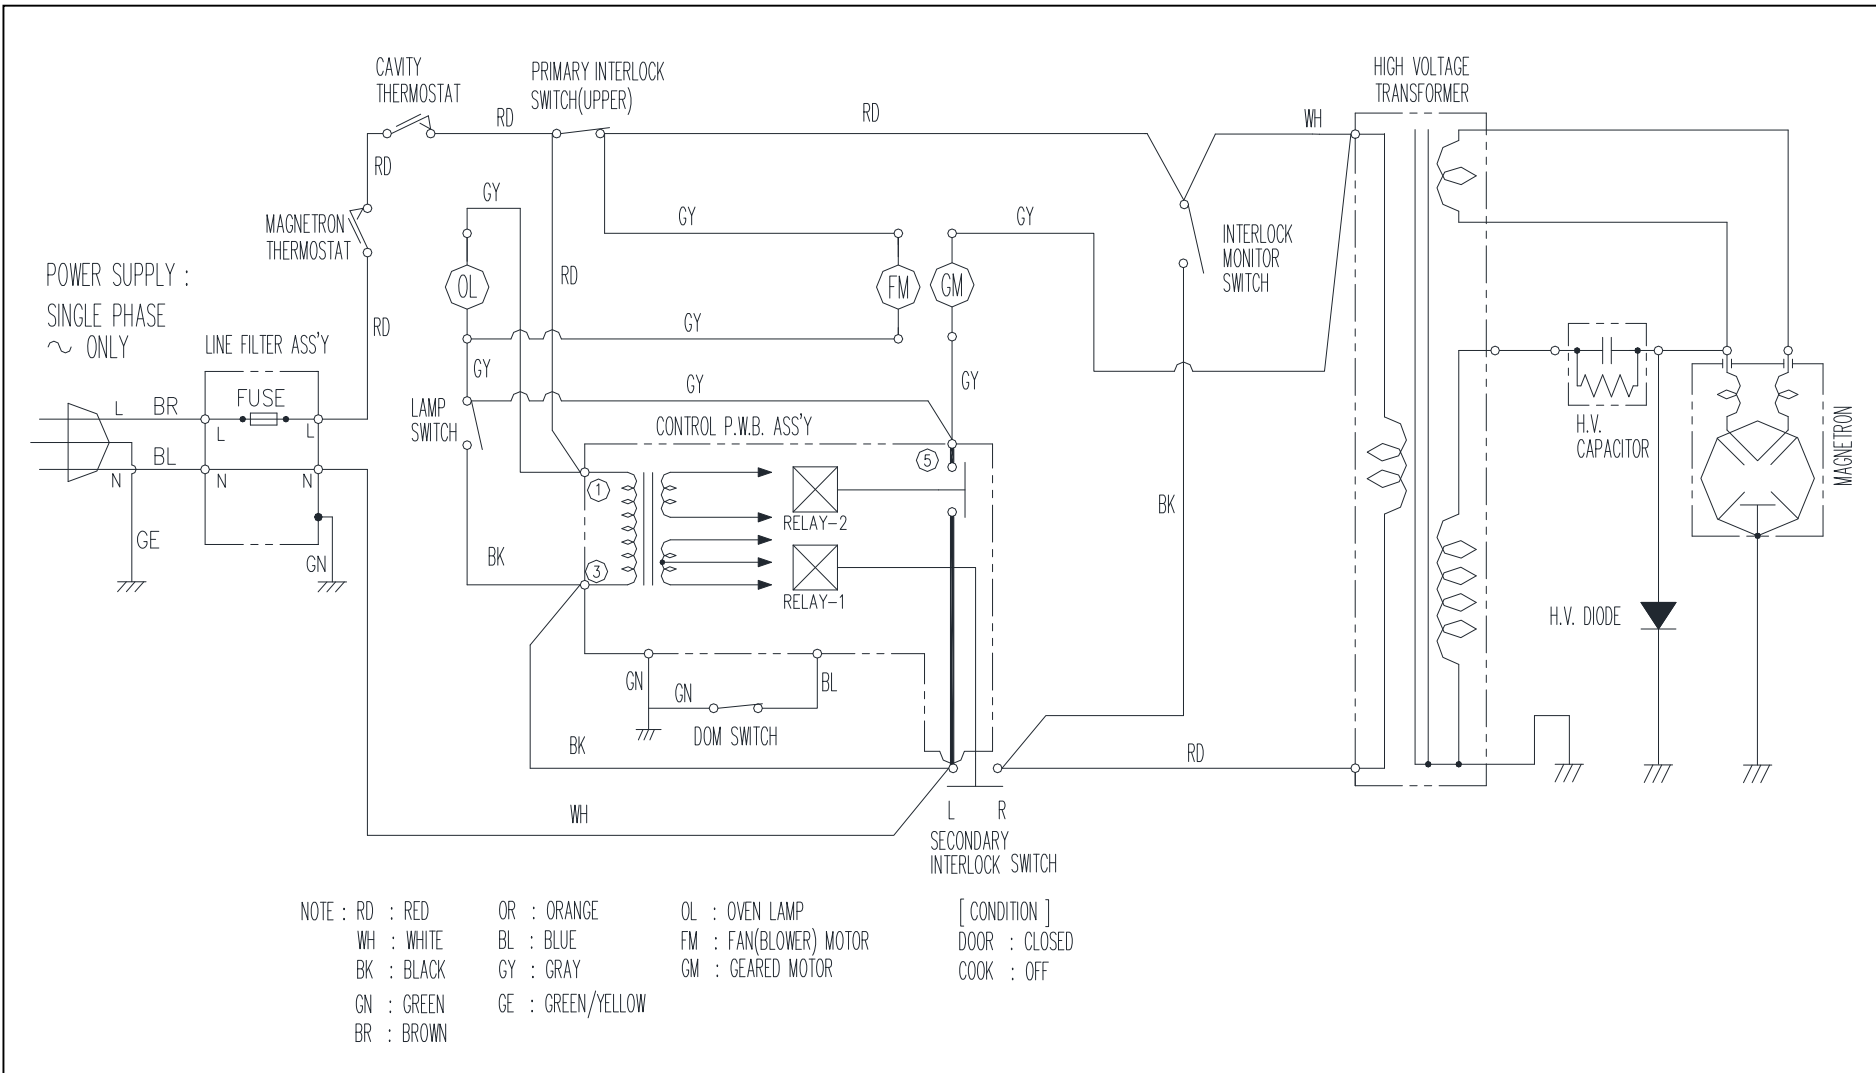 CAVITY
THERMOSTAT
PRIMARY INTERLOCK
SWITCH(UPPER)
HIGH VOLTAGE
TRANSFORMER
RD
RD
WH
RD
GY
MAGNETRON
THERMOSTAT
GY
GY
INTERLOCK
MONITOR
SWITCH
POWER SUPPLY :
SINGLE PHASE
~ ONLY
RD
OL
FM
GM
RD
GY
LINE FILTER ASS'Y
GY
GY
GY
FUSE
L
BR
L
L
LAMP
SWITCH
CONTROL P.W.B. ASS'Y
H.V.
CAPACITOR
MAGNETRON
BL
N
N
N
5
1
BK
RELAY-2
GE
GN
BK
3
RELAY-1
H.V. DIODE
GN
GN
BL
DOM SWITCH
BK
RD
WH
L
R
SECONDARY
INTERLOCK SWITCH
NOTE : RD : RED
WH : WHITE
BK : BLACK
GN : GREEN
BR : BROWN
OR : ORANGE
BL : BLUE
GY : GRAY
GE : GREEN/YELLOW
OL : OVEN LAMP
FM : FAN(BLOWER) MOTOR
GM : GEARED MOTOR
[ CONDITION ]
DOOR : CLOSED
COOK : OFF